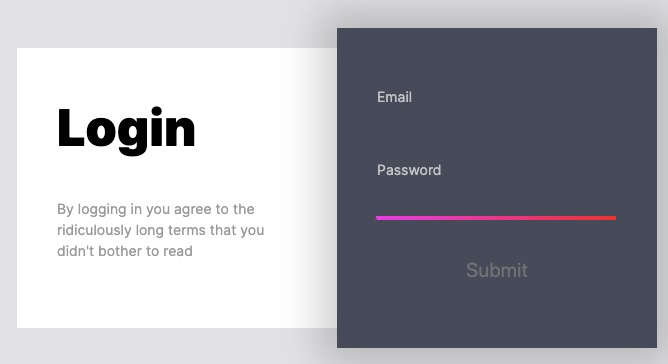 Login
By logging in you agree to the
ridiculously long terms that you
didn't bother to read
Email
Password
Submit